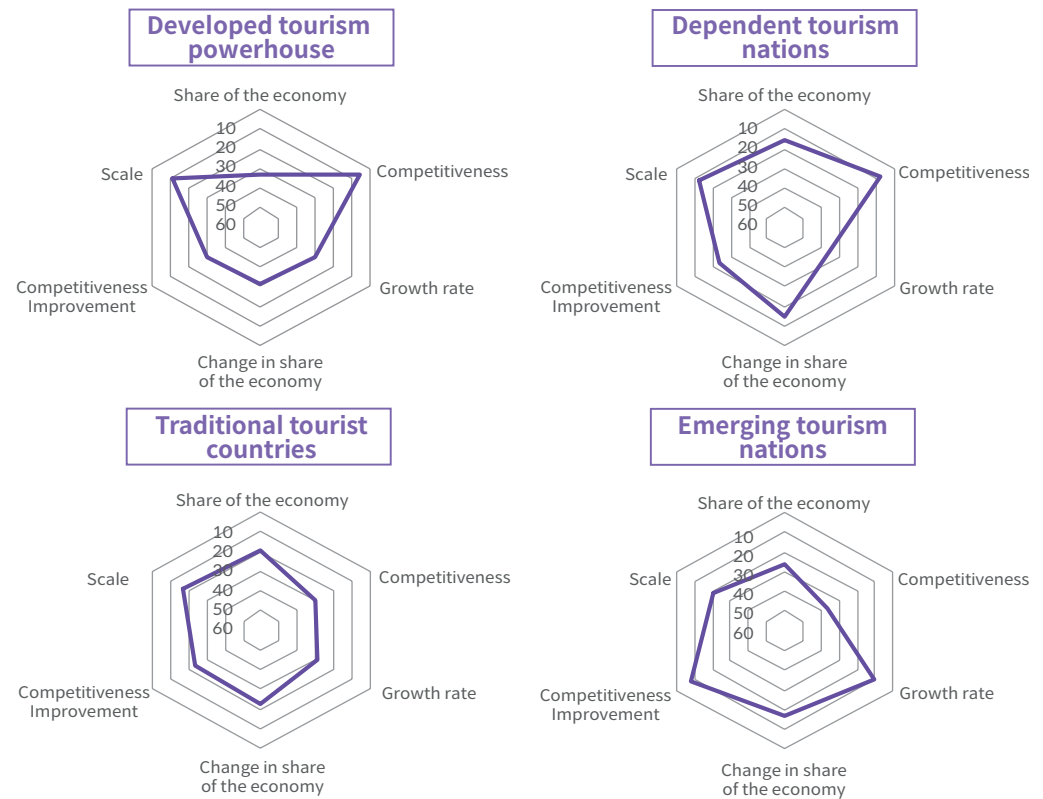 Developed tourism
powerhouse
Share of the economy
10
20
30
40
50
60
Scale
Competitiveness
Competitiveness
Improvement
Growth rate
Change in share
of the economy
Dependent tourism
nations
Share of the economy
10
20
30
40
50
60
Scale
Competitiveness
Competitiveness
Improvement
Growth rate
Change in share
of the economy
Traditional tourist
countries
Share of the economy
10
20
30
40
50
60
Scale
Competitiveness
Competitiveness
Improvement
Growth rate
Change in share
of the economy
Emerging tourism
nations
Share of the economy
10
20
30
40
50
60
Scale
Competitiveness
Competitiveness
Improvement
Growth rate
Change in share
of the economy